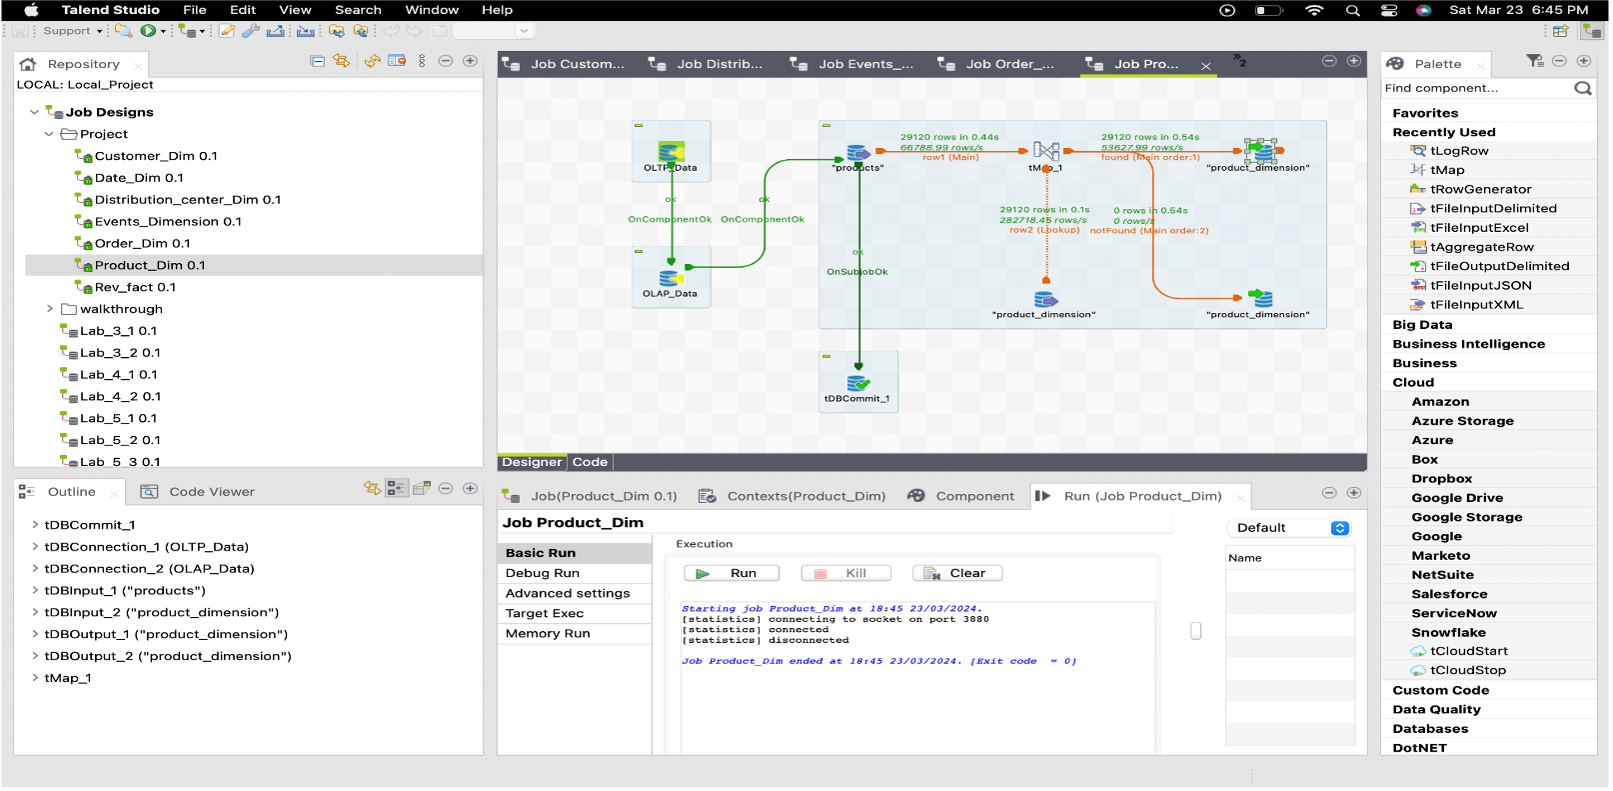 Talend Studio File Edit View Search Window Help Sat Mar 23 6:45 PM
Support
Repository
LOCAL: Local_Project
Job Designs
Project
Customer_Dim 0.1
Date_Dim 0.1
Distribution_center_Dim 0.1
Events_Dimension 0.1
Order_Dim 0.1
Product_Dim 0.1
Rev_fact 0.1
walkthrough
Lab_3_1 0.1
Lab_3_2 0.1
Lab_4_1 0.1
Lab_4_2 0.1
Lab_5_1 0.1
Lab_5_2 0.1
Lab_5_3 0.1
Outline Code Viewer
tDBCommit_1
tDBConnection_1 (OLTP_Data)
tDBConnection_2 (OLAP_Data)
tDBInput_1 ("products")
tDBInput_2 ("product_dimension")
tDBOutput_1 ("product_dimension")
tDBOutput_2 ("product_dimension")
tMap_1
Job Custom... Job Distrib... Job Events_... Job Order_... Job Pro... »2
OLTP_Data
ok
OnComponentOk
OLAP_Data
ok
OnComponentOk
"products"
29120 rows in 0.44s
66788.99 rows/s
row1 (Main)
tMap_1
29120 rows in 0.54s
53627.99 rows/s
found (Main order:1)
"product_dimension"
29120 rows in 0.1s
282718.45 rows/s
row2 (Lookup)
0 rows in 0.54s
0 rows/s
notFound (Main order:2)
ok
OnSubjobOk
"product_dimension"
"product_dimension"
tDBCommit_1
Designer Code
Job(Product_Dim 0.1) Contexts(Product_Dim) Component Run (Job Product_Dim)
Job Product_Dim
Basic Run
Debug Run
Advanced settings
Target Exec
Memory Run
Execution
Run Kill Clear
Starting job Product_Dim at 18:45 23/03/2024.
[statistics] connecting to socket on port 3880
[statistics] connected
[statistics] disconnected
Job Product_Dim ended at 18:45 23/03/2024. [Exit code  = 0]
Default
Name
Palette
Find component...
Favorites
Recently Used
tLogRow
tMap
tRowGenerator
tFileInputDelimited
tFileInputExcel
tAggregateRow
tFileOutputDelimited
tFileInputJSON
tFileInputXML
Big Data
Business Intelligence
Business
Cloud
Amazon
Azure Storage
Azure
Box
Dropbox
Google Drive
Google Storage
Google
Marketo
NetSuite
Salesforce
ServiceNow
Snowflake
tCloudStart
tCloudStop
Custom Code
Data Quality
Databases
DotNET